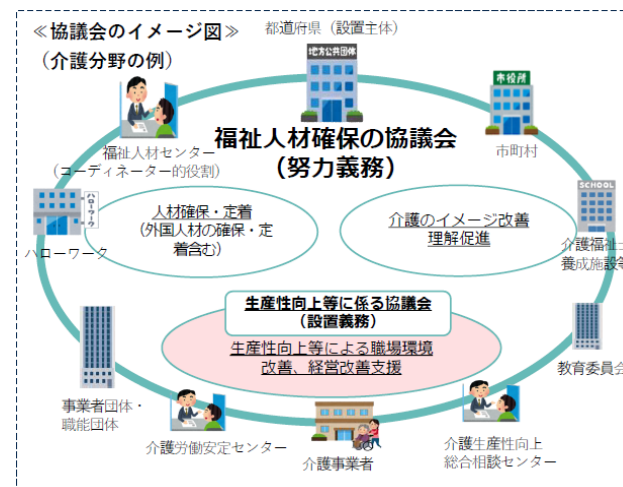 ≪協議会のイメージ図≫
（介護分野の例）
都道府県（設置主体）
地方公共団体
市役所
市町村
福祉人材センター
（コーディネーター的役割）
福祉人材確保の協議会
（努力義務）
ハローワーク
ハローワーク
人材確保・定着
（外国人材の確保・定
着含む）
介護のイメージ改善
理解促進
SCHOOL
介護福祉士
養成施設等
生産性向上等に係る協議会
（設置義務）
生産性向上等による職場環境
改善、経営改善支援
教育委員会
事業者団体・
職能団体
介護労働安定センター
介護事業者
介護生産性向上
総合相談センター